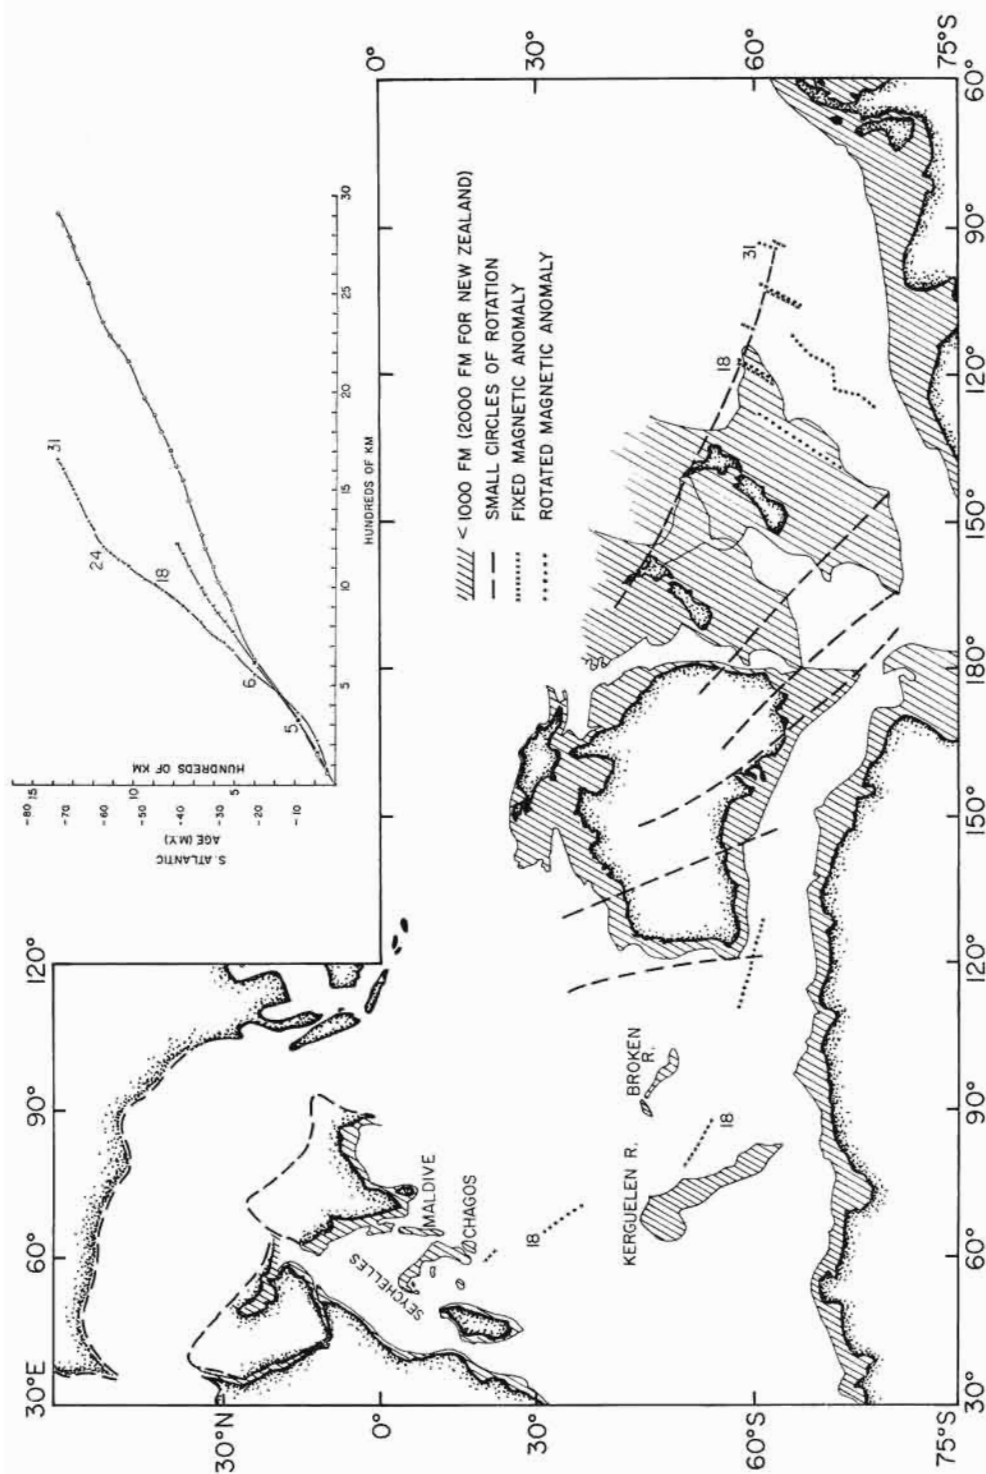 S. ATLANTIC
AGE (M.Y.)
-80
-70
-60
-50
-40
-30
-20
-10
15
10
5
HUNDREDS OF KM
31
24
18
6
5
5
10
15
20
25
30
HUNDREDS OF KM
30°E
60°
90°
120°
30°N
0°
30°
60°S
75°S
0°
30°
60°
75°S
<1000 FM (2000 FM FOR NEW ZEALAND)
SMALL CIRCLES OF ROTATION
FIXED MAGNETIC ANOMALY
ROTATED MAGNETIC ANOMALY
SEYCHELLES
MALDIVE
CHAGOS
18
KERGUELEN R.
BROKEN
R.
18
18
31
30°
60°
90°
120°
150°
180°
150°
120°
90°
60°